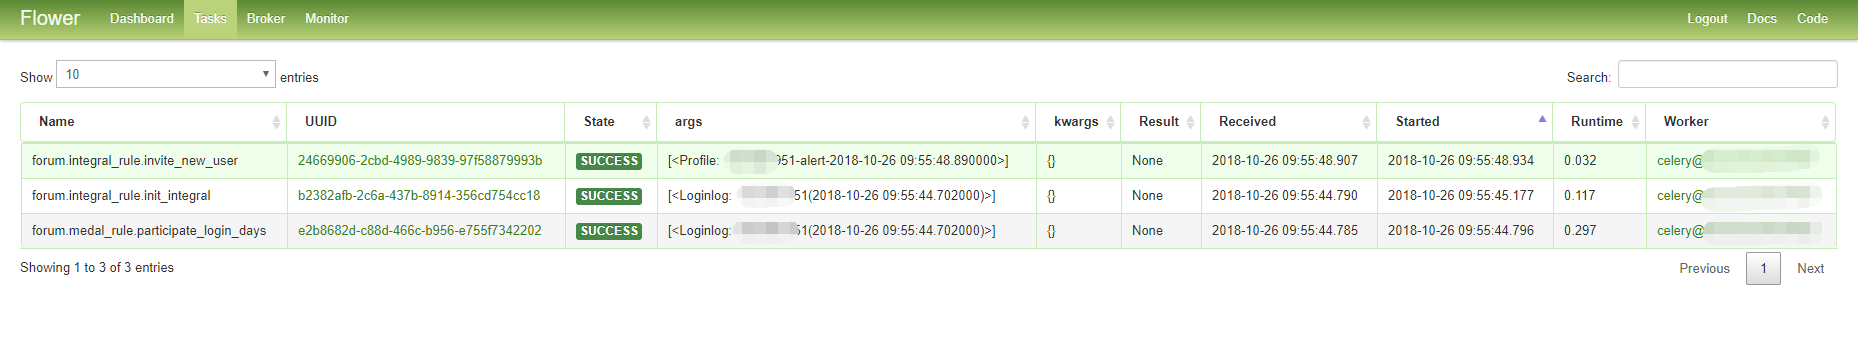 Flower Dashboard Tasks Broker Monitor Logout Docs Code
Show 10 entries Search:
Name UUID State args kwargs Result Received Started Runtime Worker
forum.integral_rule.invite_new_user 24669906-2cbd-4989-9839-97f58879993b SUCCESS [<Profile: 951-alert-2018-10-26 09:55:48.890000>] {} None 2018-10-26 09:55:48.907 2018-10-26 09:55:48.934 0.032 celery@
forum.integral_rule.init_integral b2382afb-2c6a-437b-8914-356cd754cc18 SUCCESS [<Loginlog: 51(2018-10-26 09:55:44.702000)>] {} None 2018-10-26 09:55:44.790 2018-10-26 09:55:45.177 0.117 celery@
forum.medal_rule.participate_login_days e2b8682d-c88d-466c-b956-e755f7342202 SUCCESS [<Loginlog: 51(2018-10-26 09:55:44.702000)>] {} None 2018-10-26 09:55:44.785 2018-10-26 09:55:44.796 0.297 celery@
Showing 1 to 3 of 3 entries Previous 1 Next